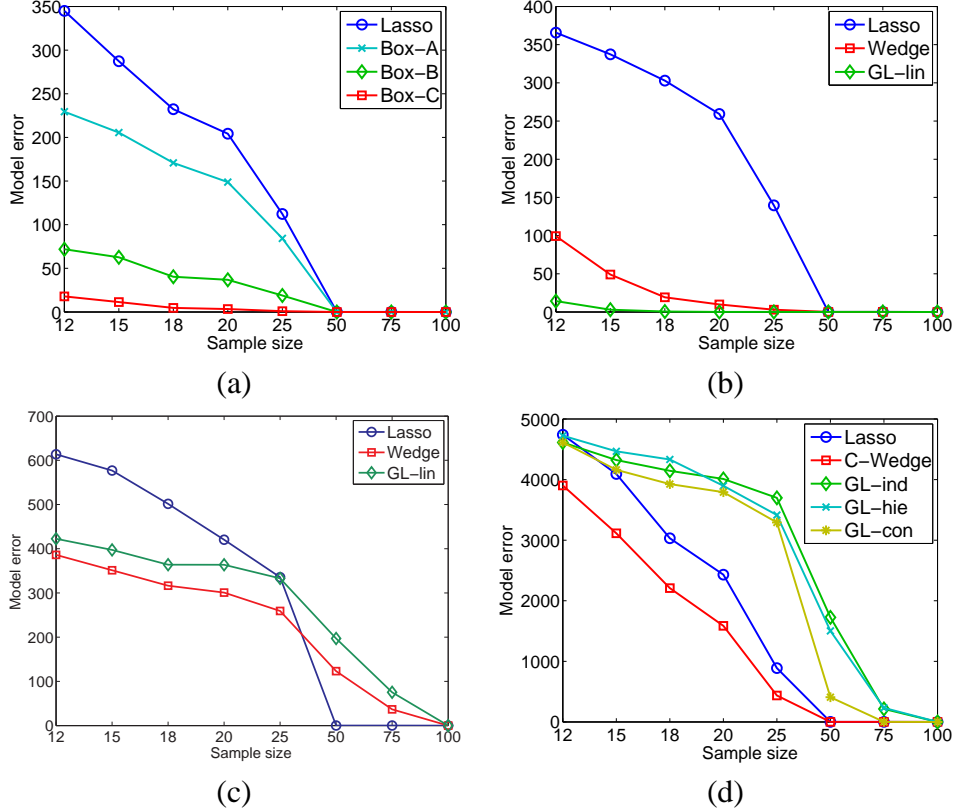 350
300
250
200
150
100
50
0
Model error
12 15 18 20 25 50 75 100
Sample size
Lasso
Box-A
Box-B
Box-C
(a)
400
350
300
250
200
150
100
50
0
Model error
12 15 18 20 25 50 75 100
Sample size
Lasso
Wedge
GL-lin
(b)
700
600
500
400
300
200
100
0
Model error
12 15 18 20 25 50 75 100
Sample size
Lasso
Wedge
GL-lin
(c)
5000
4000
3000
2000
1000
0
Model error
12 15 18 20 25 50 75 100
Sample size
Lasso
C-Wedge
GL-ind
GL-hie
GL-con
(d)